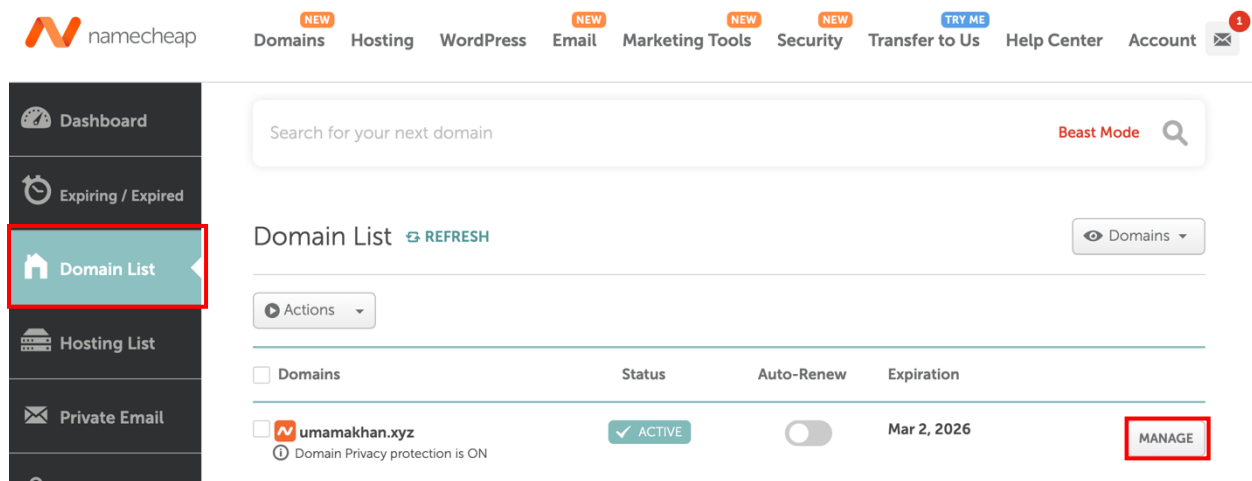 NEW NEW NEW NEW TRY ME 1
namecheap Domains Hosting WordPress Email Marketing Tools Security Transfer to Us Help Center Account
Dashboard
Search for your next domain Beast Mode
Expiring / Expired
Domain List REFRESH Domains
Domain List
Actions
Hosting List
Domains Status Auto-Renew Expiration
Private Email
umamakhan.xyz ACTIVE Mar 2, 2026 MANAGE
Domain Privacy protection is ON